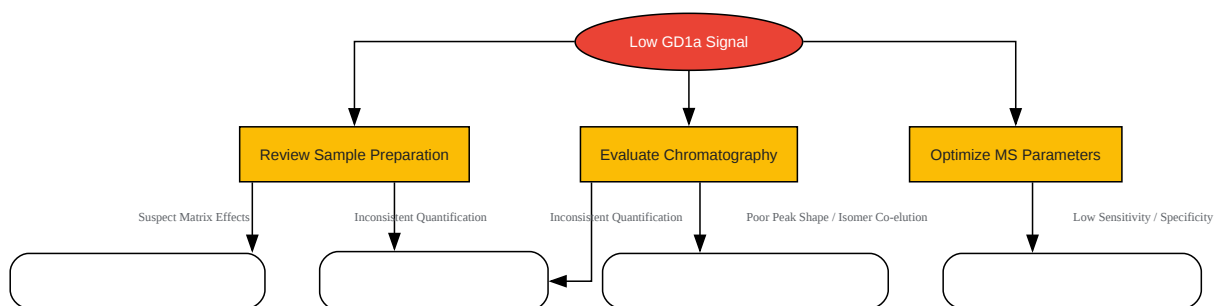 Low GD1a Signal
Review Sample Preparation
Evaluate Chromatography
Optimize MS Parameters
Suspect Matrix Effects
Inconsistent Quantification
Inconsistent Quantification
Poor Peak Shape / Isomer Co-elution
Low Sensitivity / Specificity